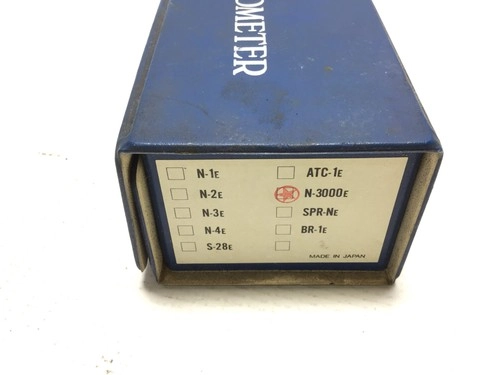 OMETER
N-1E
ATC-1E
N-2E
N-3000E
N-3E
SPR-NE
N-4E
BR-1E
S-28E
MADE IN JAPAN